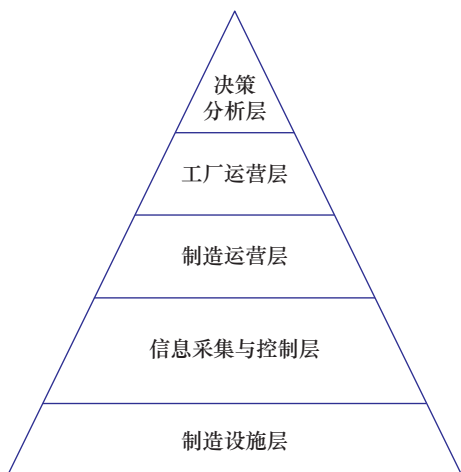 决策
分析层
工厂运营层
制造运营层
信息采集与控制层
制造设施层